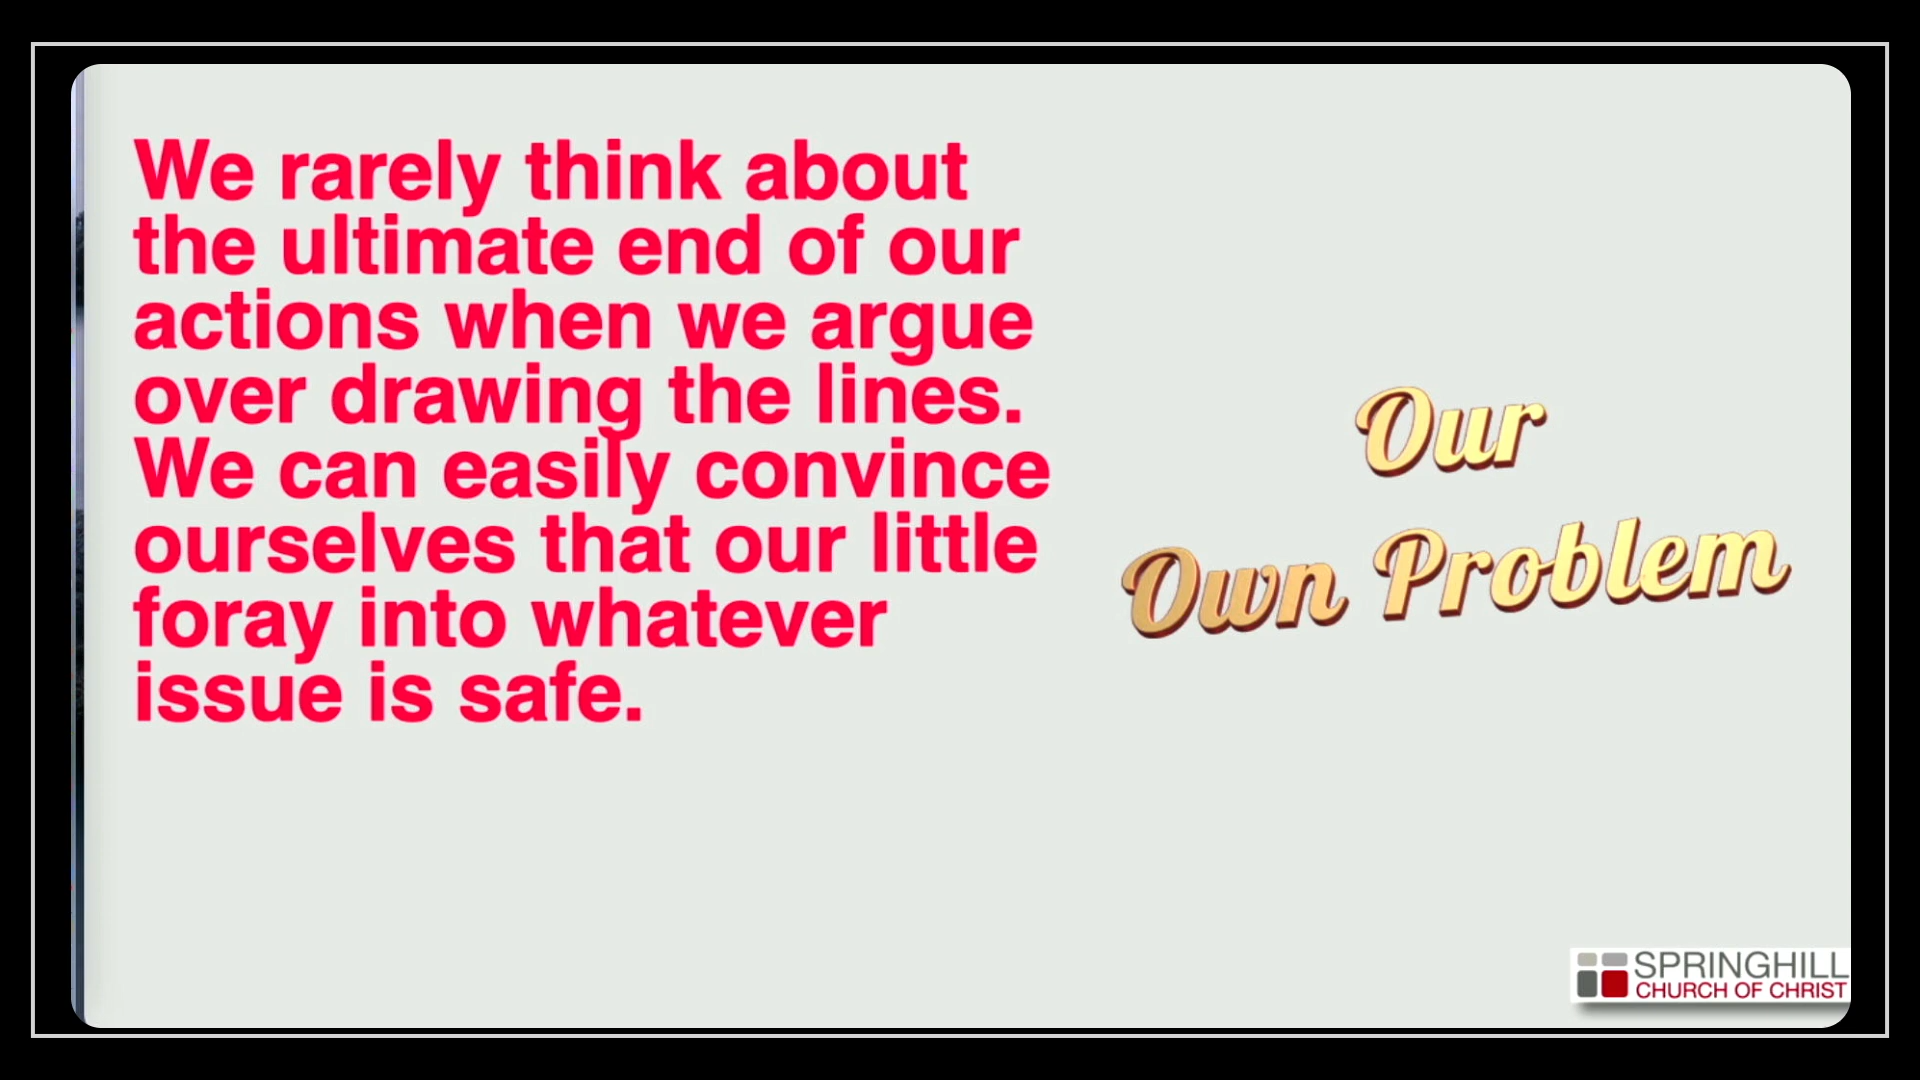 We rarely think about
the ultimate end of our
actions when we argue
over drawing the lines.
We can easily convince
ourselves that our little
foray into whatever
issue is safe.
Our
Own Problem
SPRINGHILL
CHURCH OF CHRIST